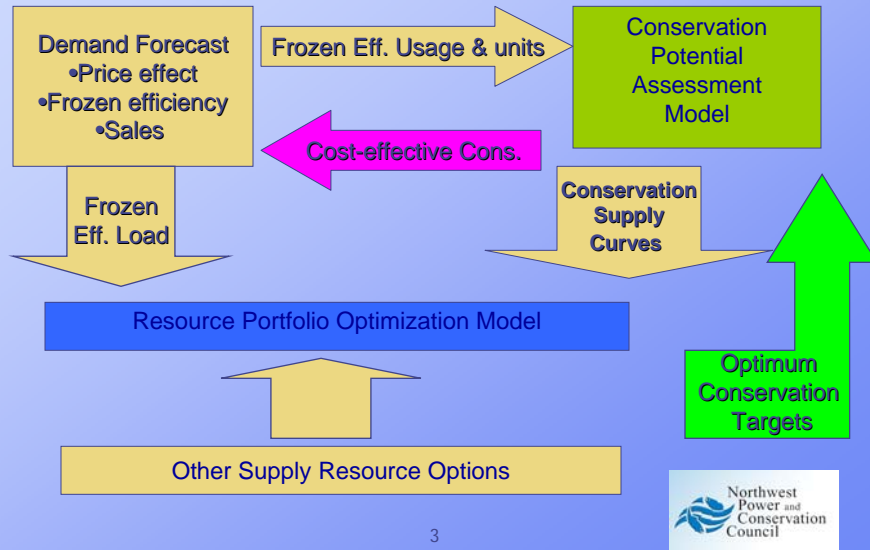 Demand Forecast
•Price effect
•Frozen efficiency
•Sales
Frozen Eff. Usage & units
Conservation
Potential
Assessment
Model
Cost-effective Cons.
Frozen
Eff. Load
Conservation
Supply
Curves
Resource Portfolio Optimization Model
Optimum
Conservation
Targets
Other Supply Resource Options
3
Northwest
Power and
Conservation
Council